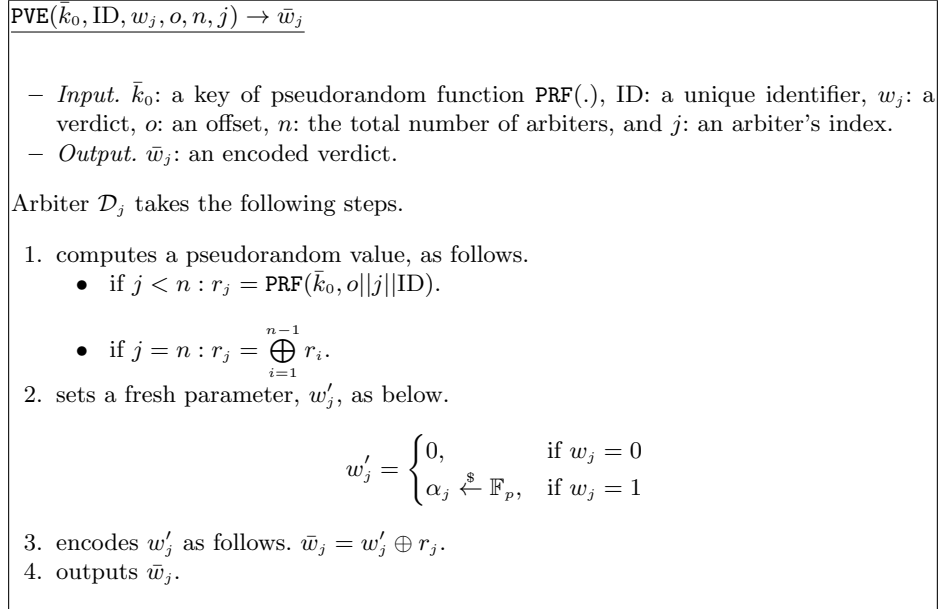 PVE(k̄₀, ID, wⱼ, o, n, j) → w̄ⱼ
– Input. k̄₀: a key of pseudorandom function PRF(.), ID: a unique identifier, wⱼ: a
verdict, o: an offset, n: the total number of arbiters, and j: an arbiter's index.
– Output. w̄ⱼ: an encoded verdict.
Arbiter 𝒟ⱼ takes the following steps.
1. computes a pseudorandom value, as follows.
• if j < n : rⱼ = PRF(k̄₀, o||j||ID).
• if j = n : rⱼ = ⨁_{i=1}^{n−1} rᵢ.
2. sets a fresh parameter, w′ⱼ, as below.
w′ⱼ = { 0, if wⱼ = 0
αⱼ ←$ 𝔽ₚ, if wⱼ = 1
3. encodes w′ⱼ as follows. w̄ⱼ = w′ⱼ ⊕ rⱼ.
4. outputs w̄ⱼ.